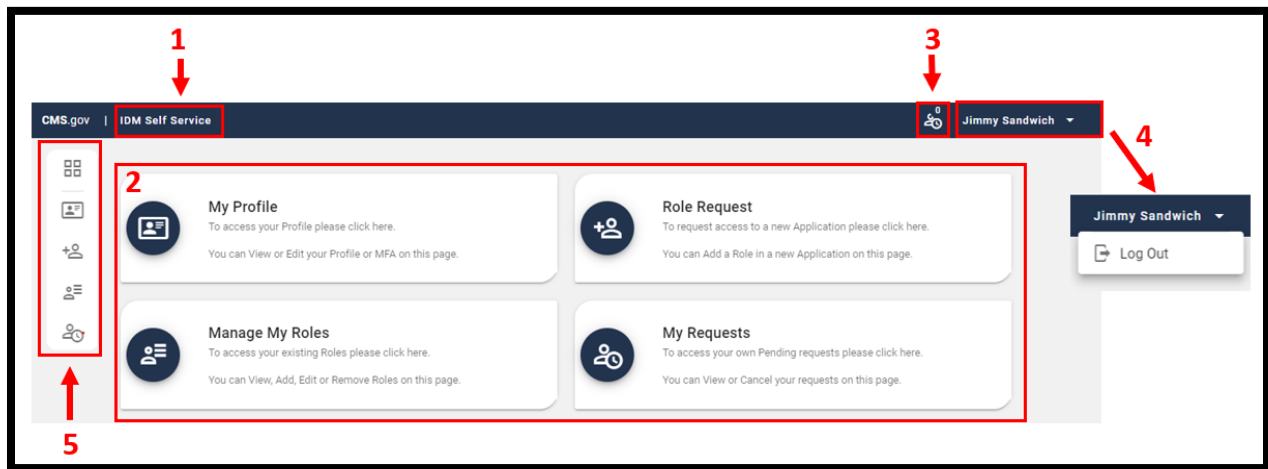 1
3
CMS.gov | IDM Self Service
0
Jimmy Sandwich
4
2
My Profile
To access your Profile please click here.
You can View or Edit your Profile or MFA on this page.
Role Request
To request access to a new Application please click here.
You can Add a Role in a new Application on this page.
Jimmy Sandwich
Log Out
Manage My Roles
To access your existing Roles please click here.
You can View, Add, Edit or Remove Roles on this page.
My Requests
To access your own Pending requests please click here.
You can View or Cancel your requests on this page.
5